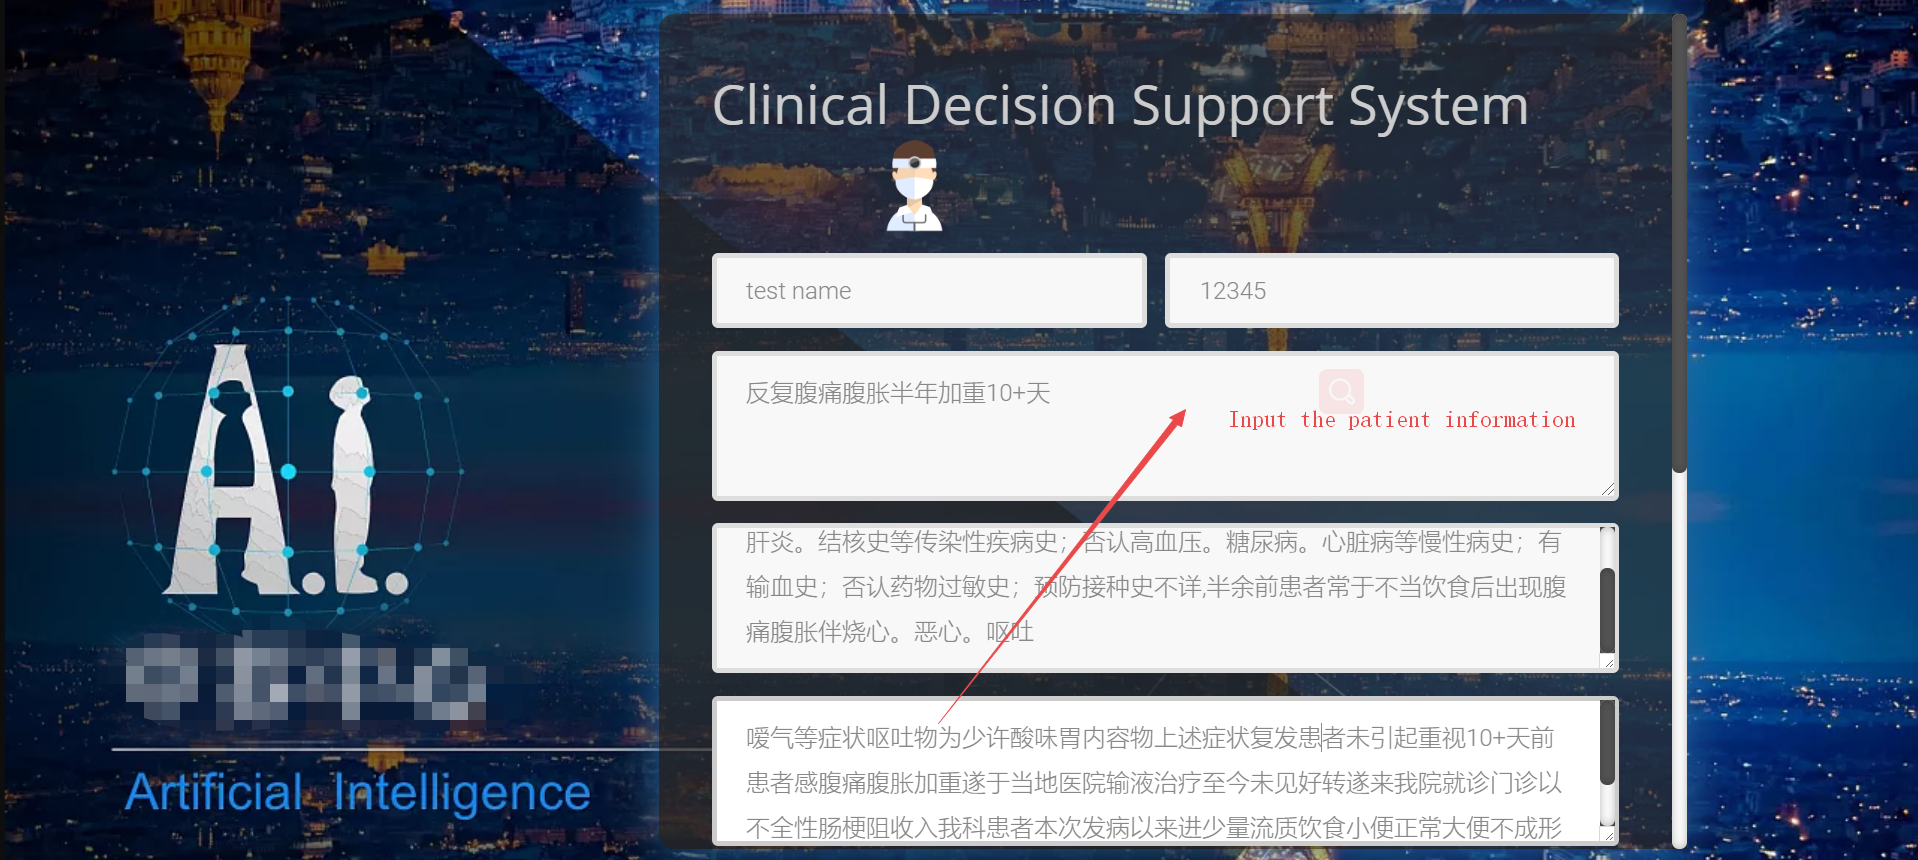 Clinical Decision Support System
test name
12345
反复腹痛腹胀半年加重10+天
Input the patient information
肝炎。结核史等传染性疾病史；否认高血压。糖尿病。心脏病等慢性病史；有
输血史；否认药物过敏史；预防接种史不详,半余前患者常于不当饮食后出现腹
痛腹胀伴烧心。恶心。呕吐
嗳气等症状呕吐物为少许酸味胃内容物上述症状复发患者未引起重视10+天前
患者感腹痛腹胀加重遂于当地医院输液治疗至今未见好转遂来我院就诊门诊以
不全性肠梗阻收入我科患者本次发病以来进少量流质饮食小便正常大便不成形
A.I.
Artificial Intelligence